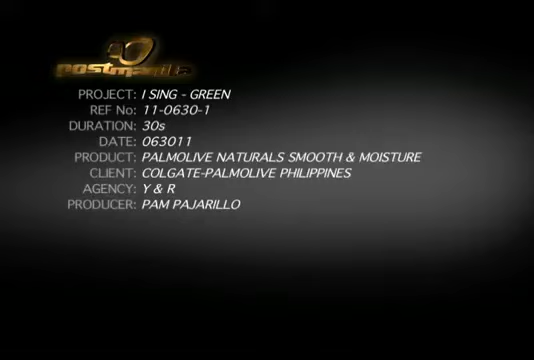 postmanila
PROJECT: I SING - GREEN
REF No: 11-0630-1
DURATION: 30s
DATE: 063011
PRODUCT: PALMOLIVE NATURALS SMOOTH & MOISTURE
CLIENT: COLGATE-PALMOLIVE PHILIPPINES
AGENCY: Y & R
PRODUCER: PAM PAJARILLO